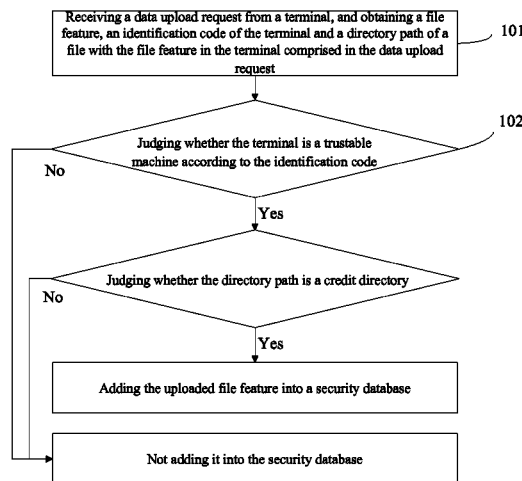 Receiving a data upload request from a terminal, and obtaining a file
feature, an identification code of the terminal and a directory path of a
file with the file feature in the terminal comprised in the data upload
request
101
102
Judging whether the terminal is a trustable
machine according to the identification code
No
Yes
Judging whether the directory path is a credit directory
No
Yes
Adding the uploaded file feature into a security database
Not adding it into the security database